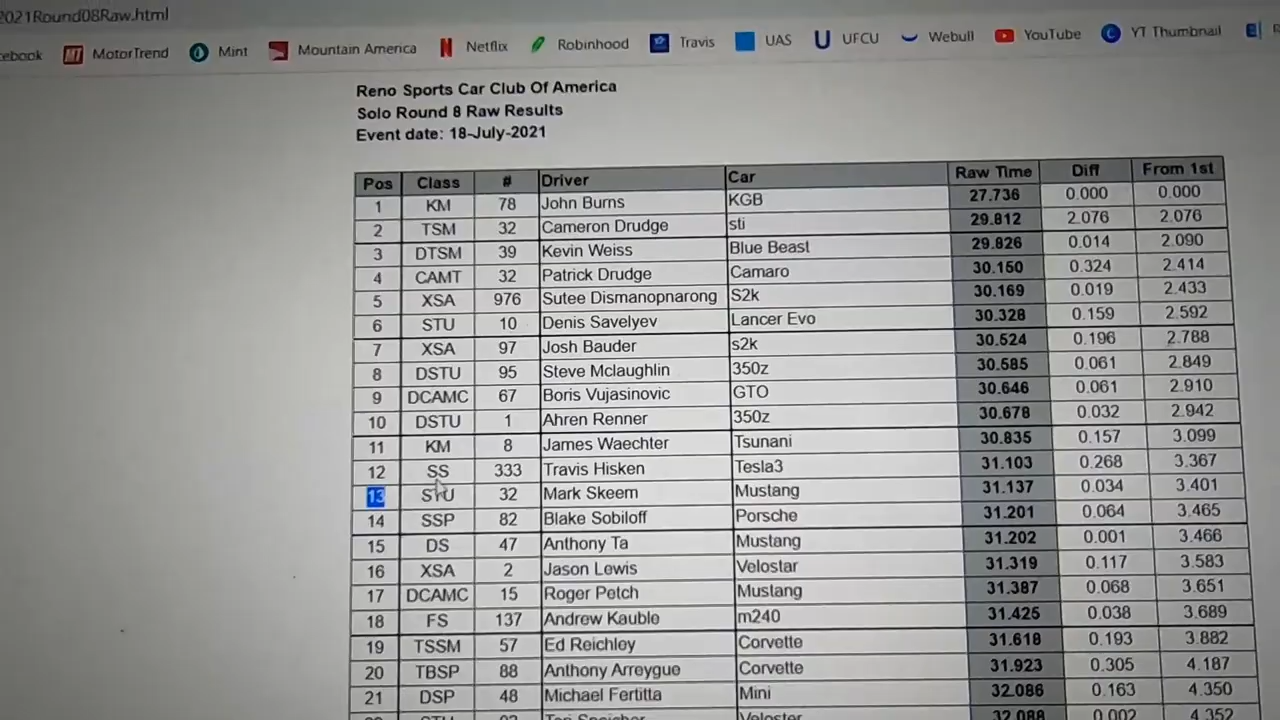 2021Round08Raw.html
cebook MotorTrend Mint Mountain America Netflix Robinhood Travis UAS UFCU Webull YouTube YT Thumbnail
Reno Sports Car Club Of America
Solo Round 8 Raw Results
Event date: 18-July-2021
Pos Class # Driver Car Raw Time Diff From 1st
1 KM 78 John Burns KGB 27.736 0.000 0.000
2 TSM 32 Cameron Drudge sti 29.812 2.076 2.076
3 DTSM 39 Kevin Weiss Blue Beast 29.826 0.014 2.090
4 CAMT 32 Patrick Drudge Camaro 30.150 0.324 2.414
5 XSA 976 Sutee Dismanopnarong S2k 30.169 0.019 2.433
6 STU 10 Denis Savelyev Lancer Evo 30.328 0.159 2.592
7 XSA 97 Josh Bauder s2k 30.524 0.196 2.788
8 DSTU 95 Steve Mclaughlin 350z 30.585 0.061 2.849
9 DCAMC 67 Boris Vujasinovic GTO 30.646 0.061 2.910
10 DSTU 1 Ahren Renner 350z 30.678 0.032 2.942
11 KM 8 James Waechter Tsunani 30.835 0.157 3.099
12 SS 333 Travis Hisken Tesla3 31.103 0.268 3.367
13 STU 32 Mark Skeem Mustang 31.137 0.034 3.401
14 SSP 82 Blake Sobiloff Porsche 31.201 0.064 3.465
15 DS 47 Anthony Ta Mustang 31.202 0.001 3.466
16 XSA 2 Jason Lewis Velostar 31.319 0.117 3.583
17 DCAMC 15 Roger Petch Mustang 31.387 0.068 3.651
18 FS 137 Andrew Kauble m240 31.425 0.038 3.689
19 TSSM 57 Ed Reichley Corvette 31.618 0.193 3.882
20 TBSP 88 Anthony Arreygue Corvette 31.923 0.305 4.187
21 DSP 48 Michael Fertitta Mini 32.086 0.163 4.350
Veloster 32.088 0.002 4.352